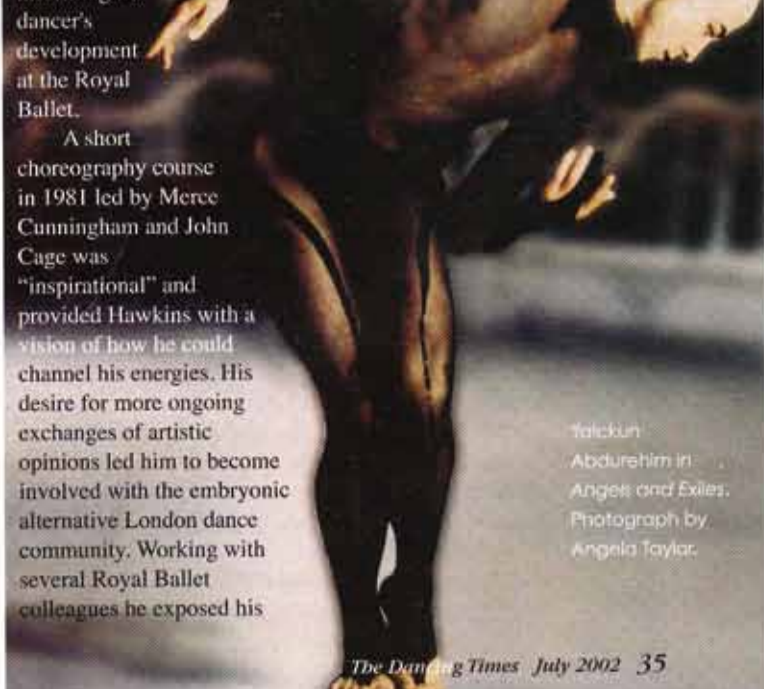 dancer's
development
at the Royal
Ballet.
A short
choreography course
in 1981 led by Merce
Cunningham and John
Cage was
"inspirational" and
provided Hawkins with a
vision of how he could
channel his energies. His
desire for more ongoing
exchanges of artistic
opinions led him to become
involved with the embryonic
alternative London dance
community. Working with
several Royal Ballet
colleagues he exposed his
Abdurehim in
Angels and Exiles.
Photograph by
Angela Taylor.
The Dancing Times July 2002 35